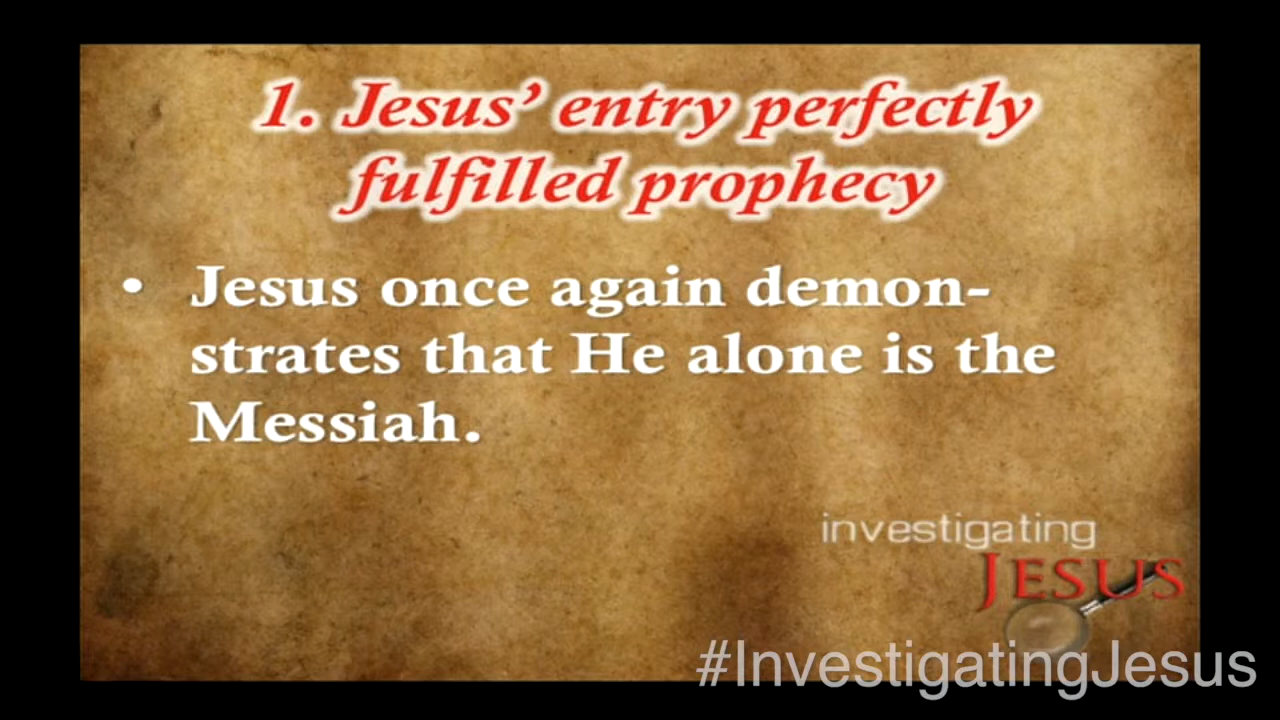 1. Jesus’ entry perfectly
fulfilled prophecy
• Jesus once again demon-
strates that He alone is the
Messiah.
investigating
JESUS
#InvestigatingJesus